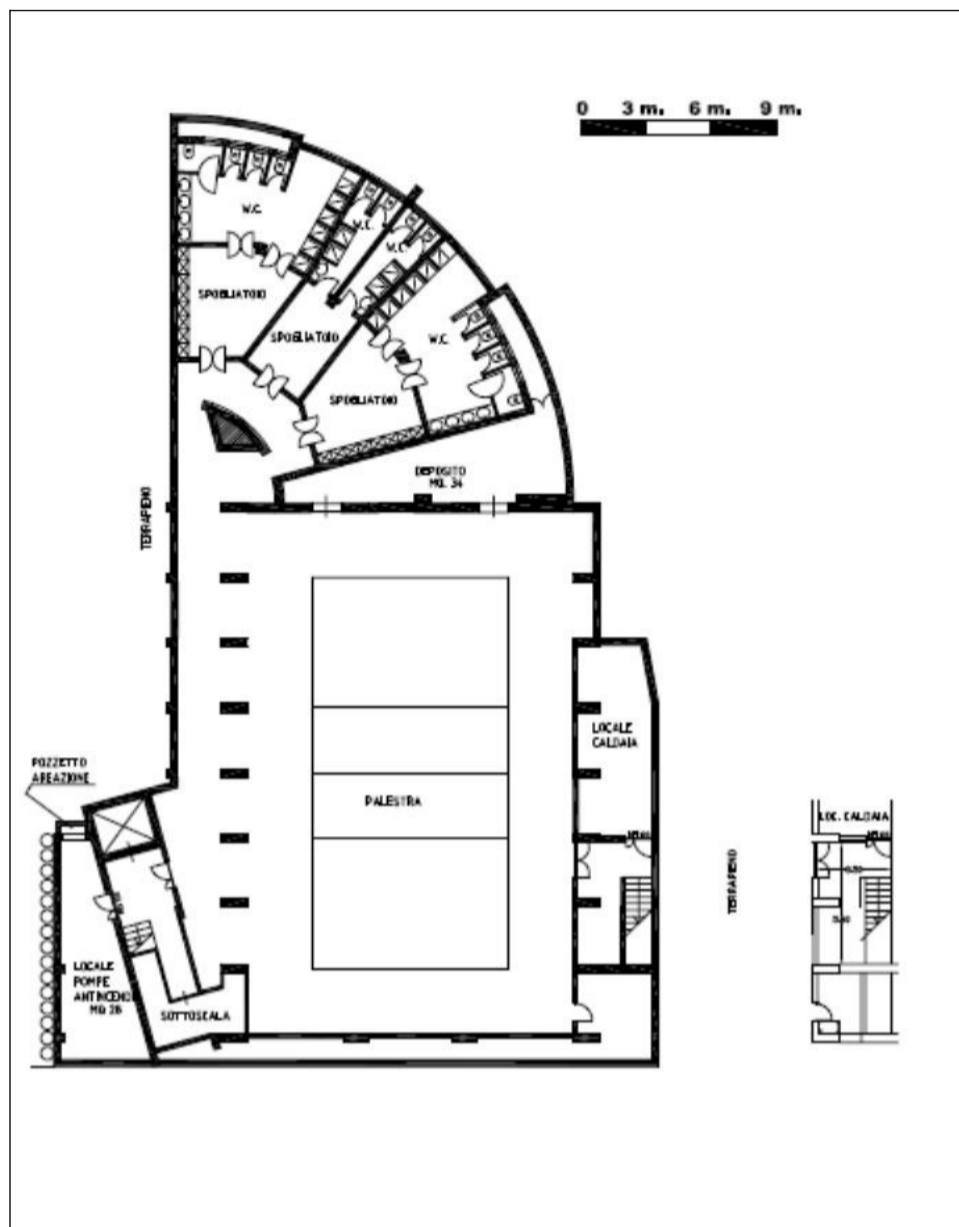 0 3 m. 6 m. 9 m.
W.C.
W.C.
W.C.
SPOGLIATOIO
SPOGLIATOIO
W.C.
SPOGLIATOIO
DEPOSITO
MQ. 34
TERRAPIENO
LOCALE
CALDAIA
POZZETTO
AREAZIONE
PALESTRA
LOC. CALDAIA
TERRAPIENO
LOCALE
POMPE
ANTINCENDI
MQ 28
SOTTOSCALA